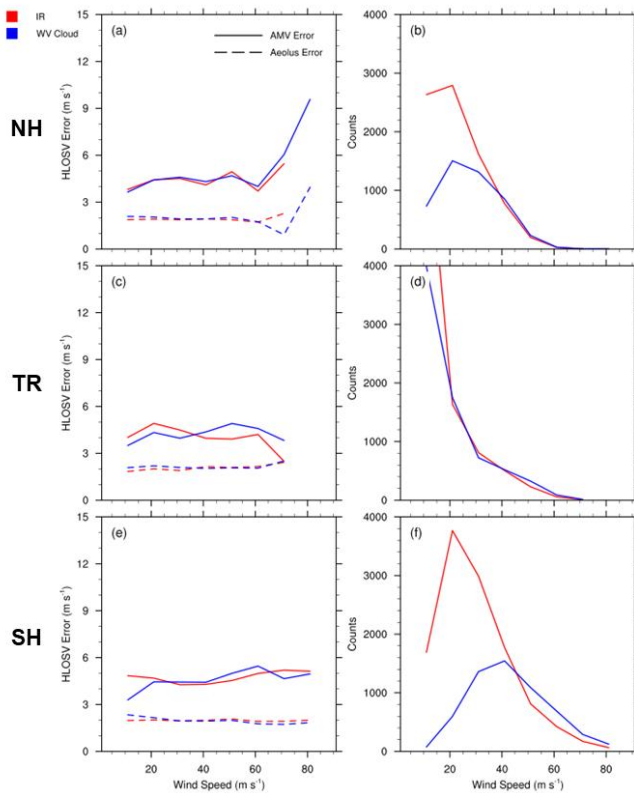 IR
WV Cloud
NH
TR
SH
(a)
AMV Error
Aeolus Error
HLOSV Error (m s⁻¹)
15
12
9
6
3
0
(b)
Counts
4000
3000
2000
1000
0
(c)
HLOSV Error (m s⁻¹)
15
12
9
6
3
0
(d)
Counts
4000
3000
2000
1000
0
(e)
HLOSV Error (m s⁻¹)
15
12
9
6
3
0
20 40 60 80
Wind Speed (m s⁻¹)
(f)
Counts
4000
3000
2000
1000
0
20 40 60 80
Wind Speed (m s⁻¹)